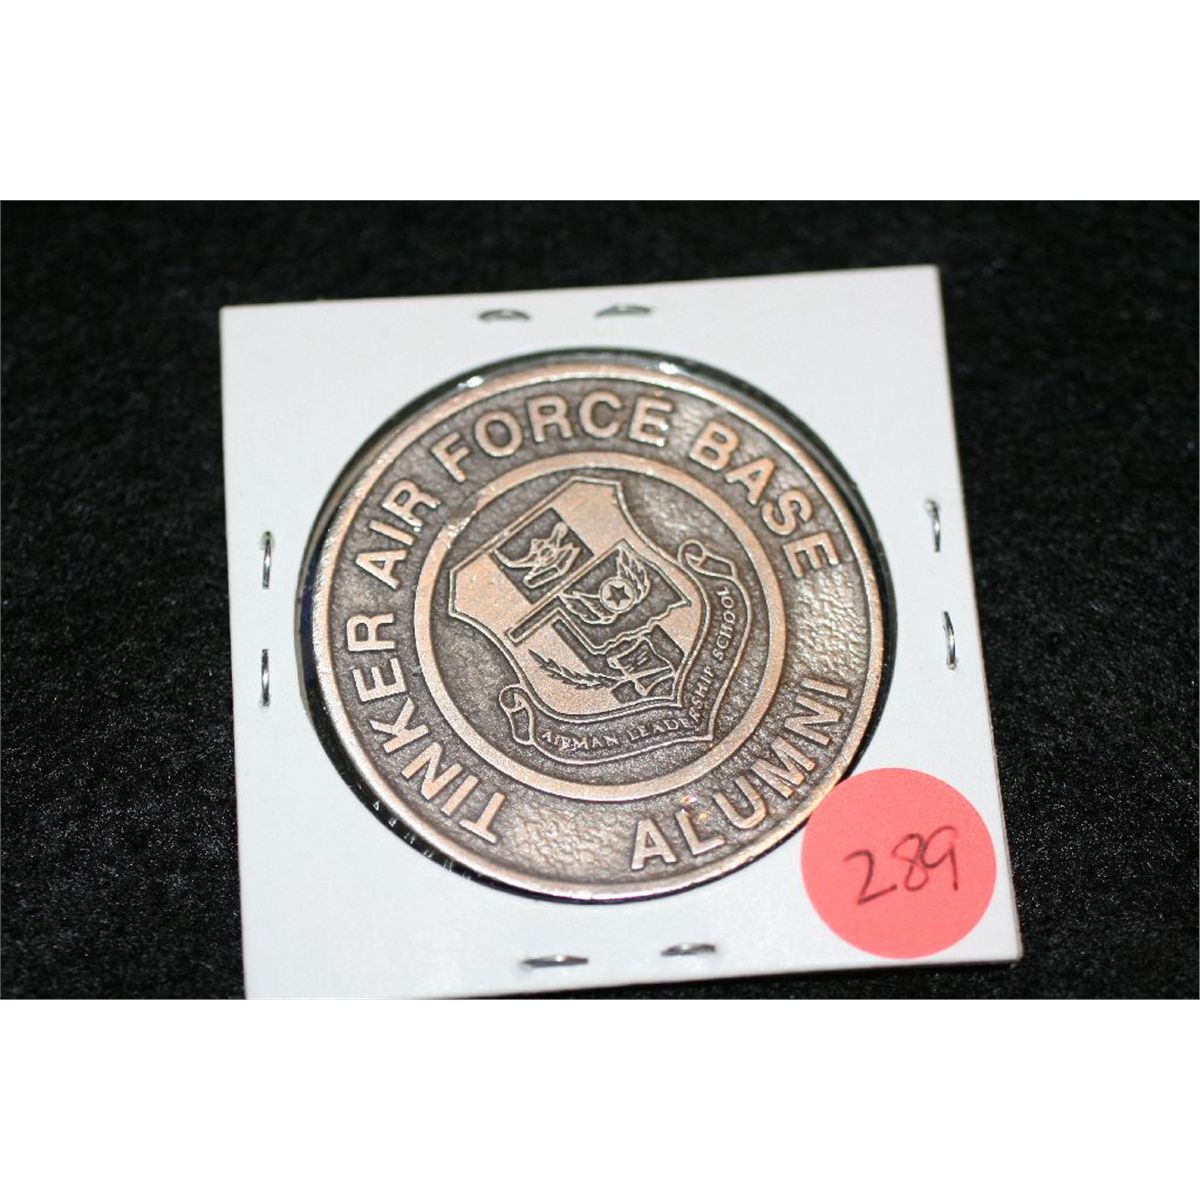 TINKER AIR FORCE BASE
AIRMAN LEADERSHIP SCHOOL
ALUMNI
289